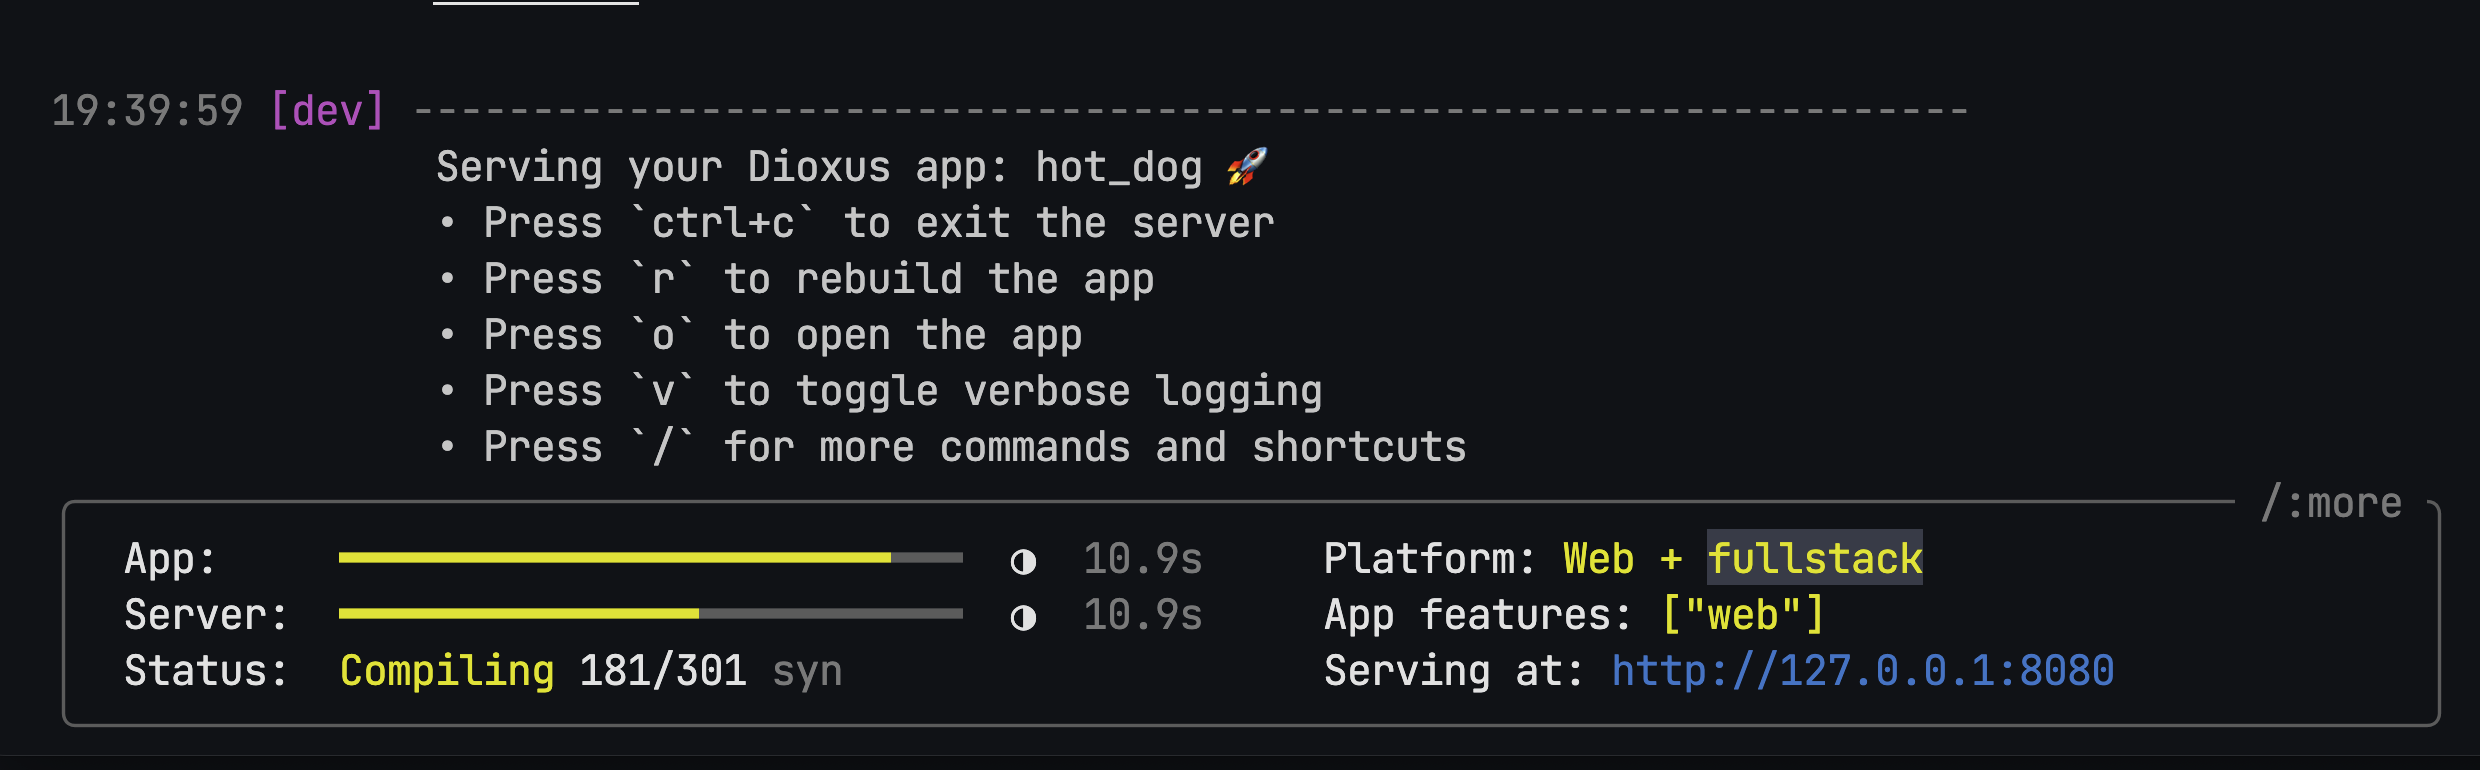 19:39:59 [dev] -----------------------------------------------------------------
Serving your Dioxus app: hot_dog 🚀
• Press `ctrl+c` to exit the server
• Press `r` to rebuild the app
• Press `o` to open the app
• Press `v` to toggle verbose logging
• Press `/` for more commands and shortcuts
/:more
App: 10.9s Platform: Web + fullstack
Server: 10.9s App features: ["web"]
Status: Compiling 181/301 syn Serving at: http://127.0.0.1:8080